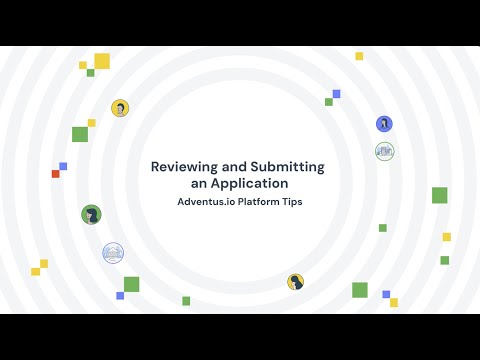 Reviewing and Submitting
an Application
Adventus.io Platform Tips